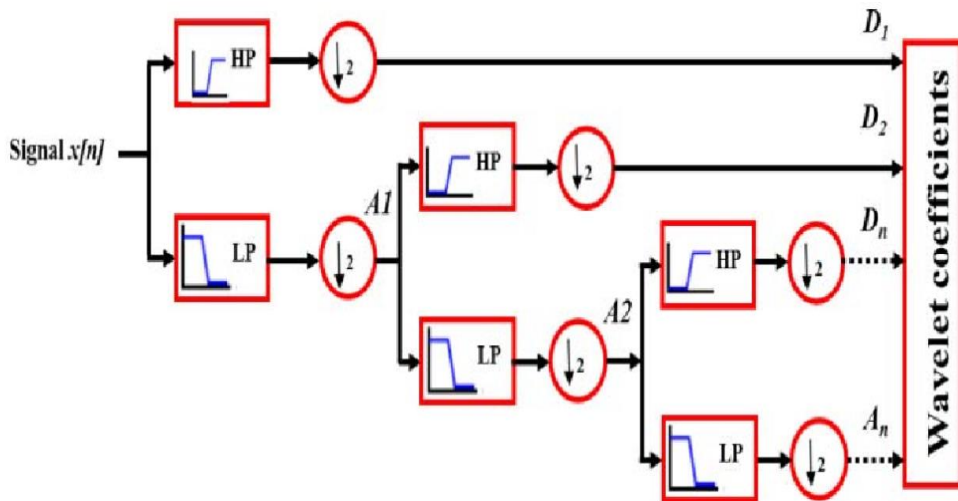 D1
HP
↓2
D2
Signal x[n]
HP
↓2
A1
LP
↓2
Dn
HP
↓2
A2
LP
↓2
An
LP
↓2
Wavelet coefficients